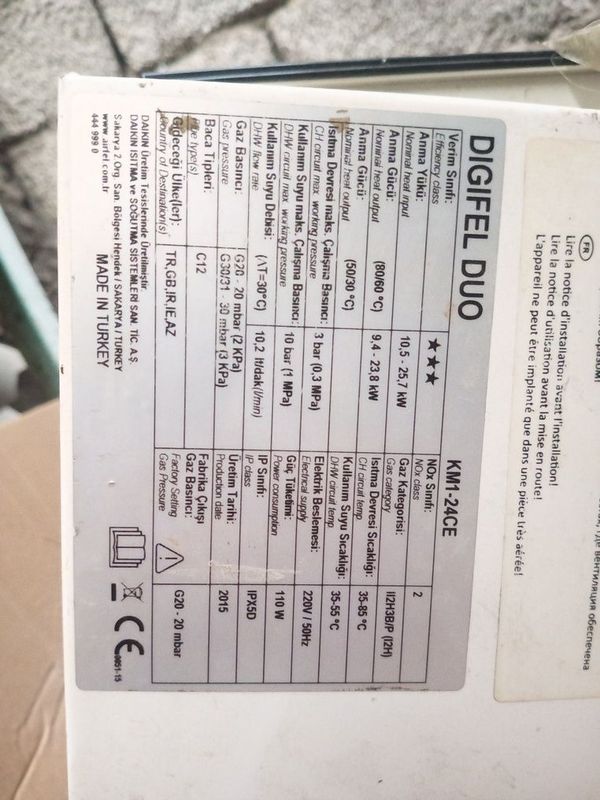 DIGIFEL DUO KM1-24CE
Verim Sınıfı: ★★★ NOx Sınıfı: 2
Efficiency class NOx class
Anma Yükü: 10,5 - 25,7 kW Gaz Kategorisi: II2H3B/P (I2H)
Nominal heat input Gas category
Anma Gücü: (80/60 °C) 9,4 - 23,8 kW Isıtma Devresi Sıcaklığı: 35-85 °C
Nominal heat output CH circuit temp
Anma Gücü: (50/30 °C) Kullanım Suyu Sıcaklığı: 35-55 °C
Nominal heat output DHW circuit temp
Isıtma Devresi maks. Çalışma Basıncı: 3 bar (0,3 MPa) Elektrik Beslemesi: 220V / 50Hz
CH circuit max. working pressure Electrical supply
Kullanım Suyu maks. Çalışma Basıncı: 10 bar (1 MPa) Güç Tüketimi: 110 W
DHW circuit max. working pressure Power consumption
Kullanım Suyu Debisi: (ΔT=30°C) 10,2 lt/dak(l/min) IP Sınıfı: IPX5D
DHW flow rate IP class
Gaz Basıncı: G20 - 20 mbar (2 KPa) Üretim Tarihi: 2015
Gas pressure G30/31 - 30 mbar (3 KPa) Production date
Baca Tipleri: C12 Fabrika Çıkışı
Flue type(s) Gaz Basıncı: G20 - 20 mbar
Gideceği Ülke(ler): TR,GB,IR,IE,AZ Factory Setting
Country of Destination(s) Gas Pressure
DAIKIN Üretim Tesislerinde Üretilmiştir.
DAIKIN ISITMA ve SOĞUTMA SİSTEMLERİ SAN. TİC. A.Ş.
Sakarya 2 Org. San. Bölgesi Hendek / SAKARYA / TURKEY
www.airfel.com.tr MADE IN TURKEY
444 999 0
CE
0051-15
FR
Lire la notice d'installation avant l'installation!
Lire la notice d'utilisation avant la mise en route!
L'appareil ne peut être implanté que dans une pièce très aérée!
где вентиляция обеспечена